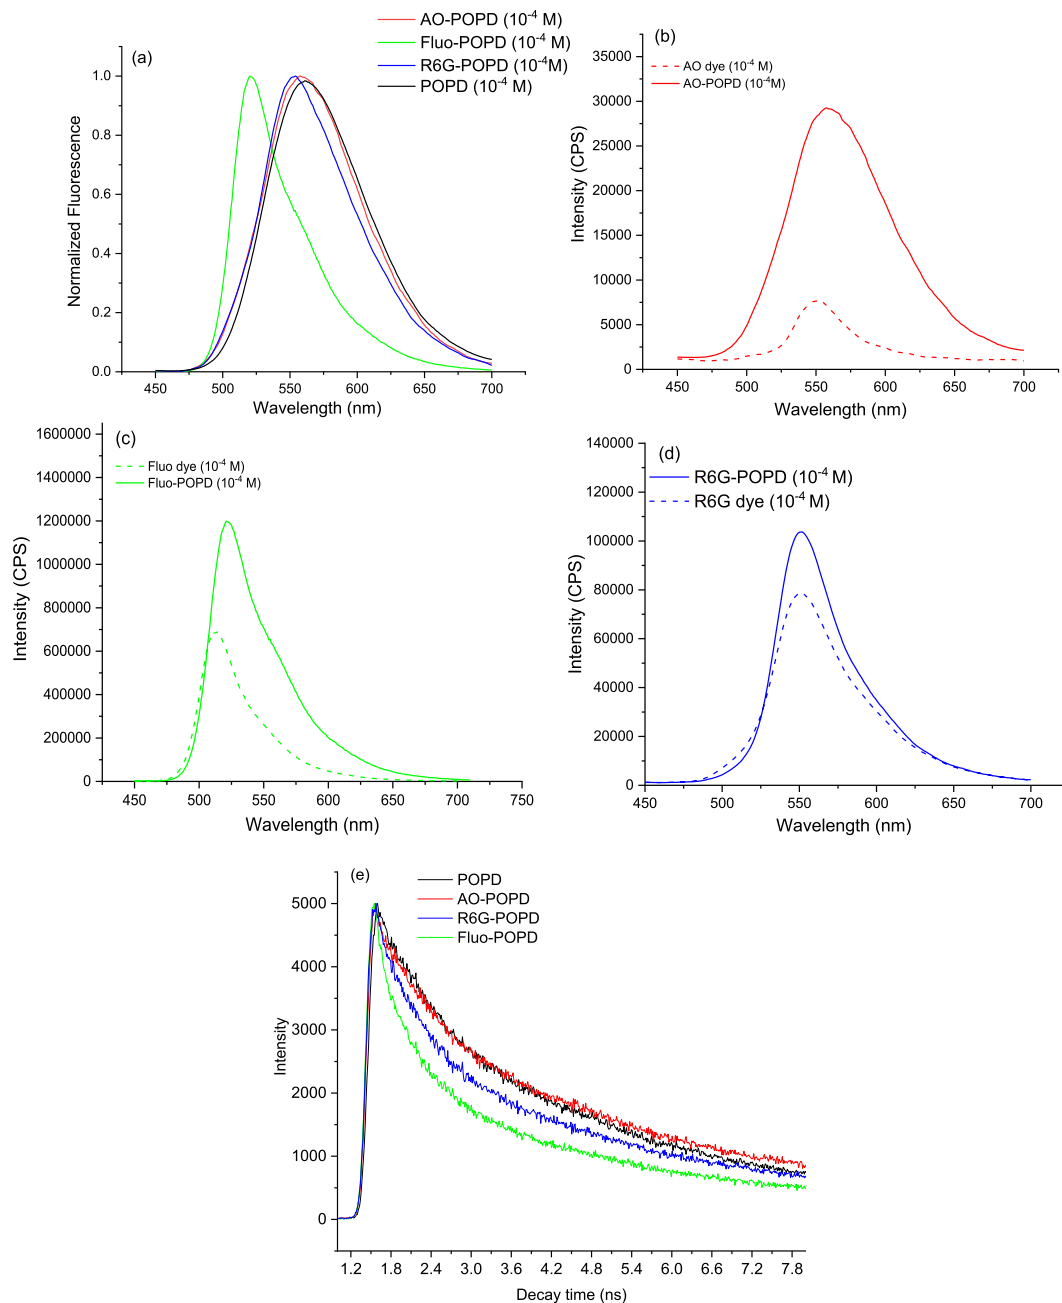 AO-POPD (10⁻⁴ M)
Fluo-POPD (10⁻⁴ M)
R6G-POPD (10⁻⁴M)
POPD (10⁻⁴ M)
(a)
1.0
0.8
0.6
0.4
0.2
0.0
Normalized Fluorescence
450 500 550 600 650 700
Wavelength (nm)
(b)
AO dye (10⁻⁴ M)
AO-POPD (10⁻⁴M)
35000
30000
25000
20000
15000
10000
5000
0
Intensity (CPS)
450 500 550 600 650 700
Wavelength (nm)
(c)
Fluo dye (10⁻⁴ M)
Fluo-POPD (10⁻⁴ M)
1600000
1400000
1200000
1000000
800000
600000
400000
200000
0
Intensity (CPS)
450 500 550 600 650 700 750
Wavelength (nm)
(d)
R6G-POPD (10⁻⁴ M)
R6G dye (10⁻⁴ M)
140000
120000
100000
80000
60000
40000
20000
0
Intensity (CPS)
450 500 550 600 650 700
Wavelength (nm)
(e)
POPD
AO-POPD
R6G-POPD
Fluo-POPD
5000
4000
3000
2000
1000
0
Intensity
1.2 1.8 2.4 3.0 3.6 4.2 4.8 5.4 6.0 6.6 7.2 7.8
Decay time (ns)